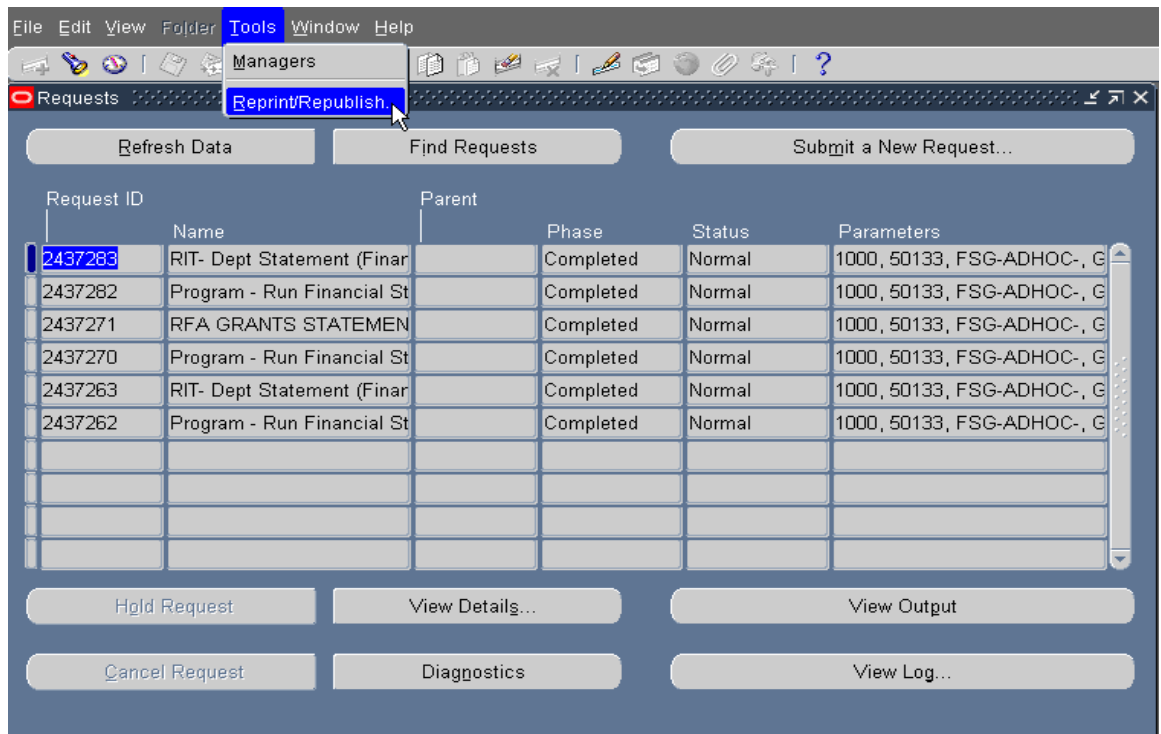 File Edit View Folder Tools Window Help
Managers
Reprint/Republish.
Requests
Refresh Data Find Requests Submit a New Request...
Request ID Parent
Name Phase Status Parameters
2437283 RIT- Dept Statement (Finar Completed Normal 1000, 50133, FSG-ADHOC-, G
2437282 Program - Run Financial St Completed Normal 1000, 50133, FSG-ADHOC-, G
2437271 RFA GRANTS STATEMEN Completed Normal 1000, 50133, FSG-ADHOC-, G
2437270 Program - Run Financial St Completed Normal 1000, 50133, FSG-ADHOC-, G
2437263 RIT- Dept Statement (Finar Completed Normal 1000, 50133, FSG-ADHOC-, G
2437262 Program - Run Financial St Completed Normal 1000, 50133, FSG-ADHOC-, G
Hold Request View Details... View Output
Cancel Request Diagnostics View Log...